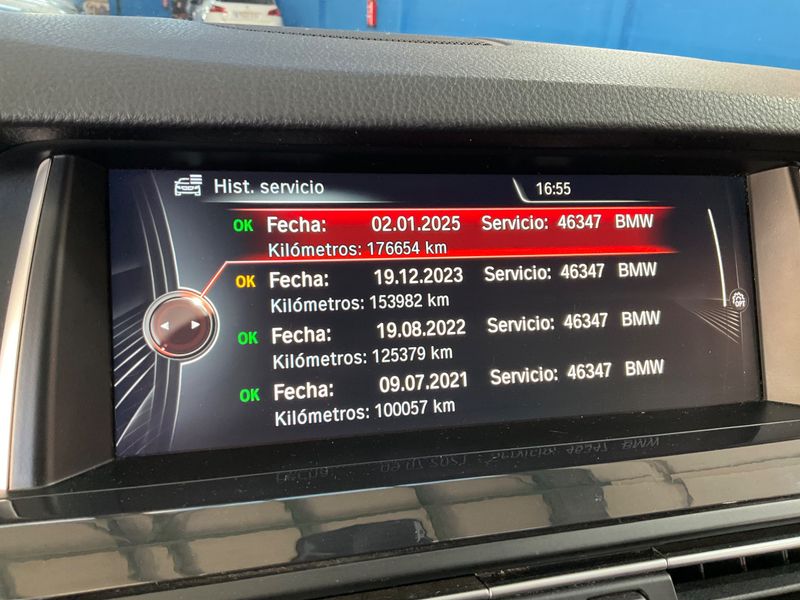 Hist. servicio 16:55
OK Fecha: 02.01.2025 Servicio: 46347 BMW
Kilómetros: 176654 km
OK Fecha: 19.12.2023 Servicio: 46347 BMW
Kilómetros: 153982 km
OK Fecha: 19.08.2022 Servicio: 46347 BMW
Kilómetros: 125379 km
OK Fecha: 09.07.2021 Servicio: 46347 BMW
Kilómetros: 100057 km
OPT